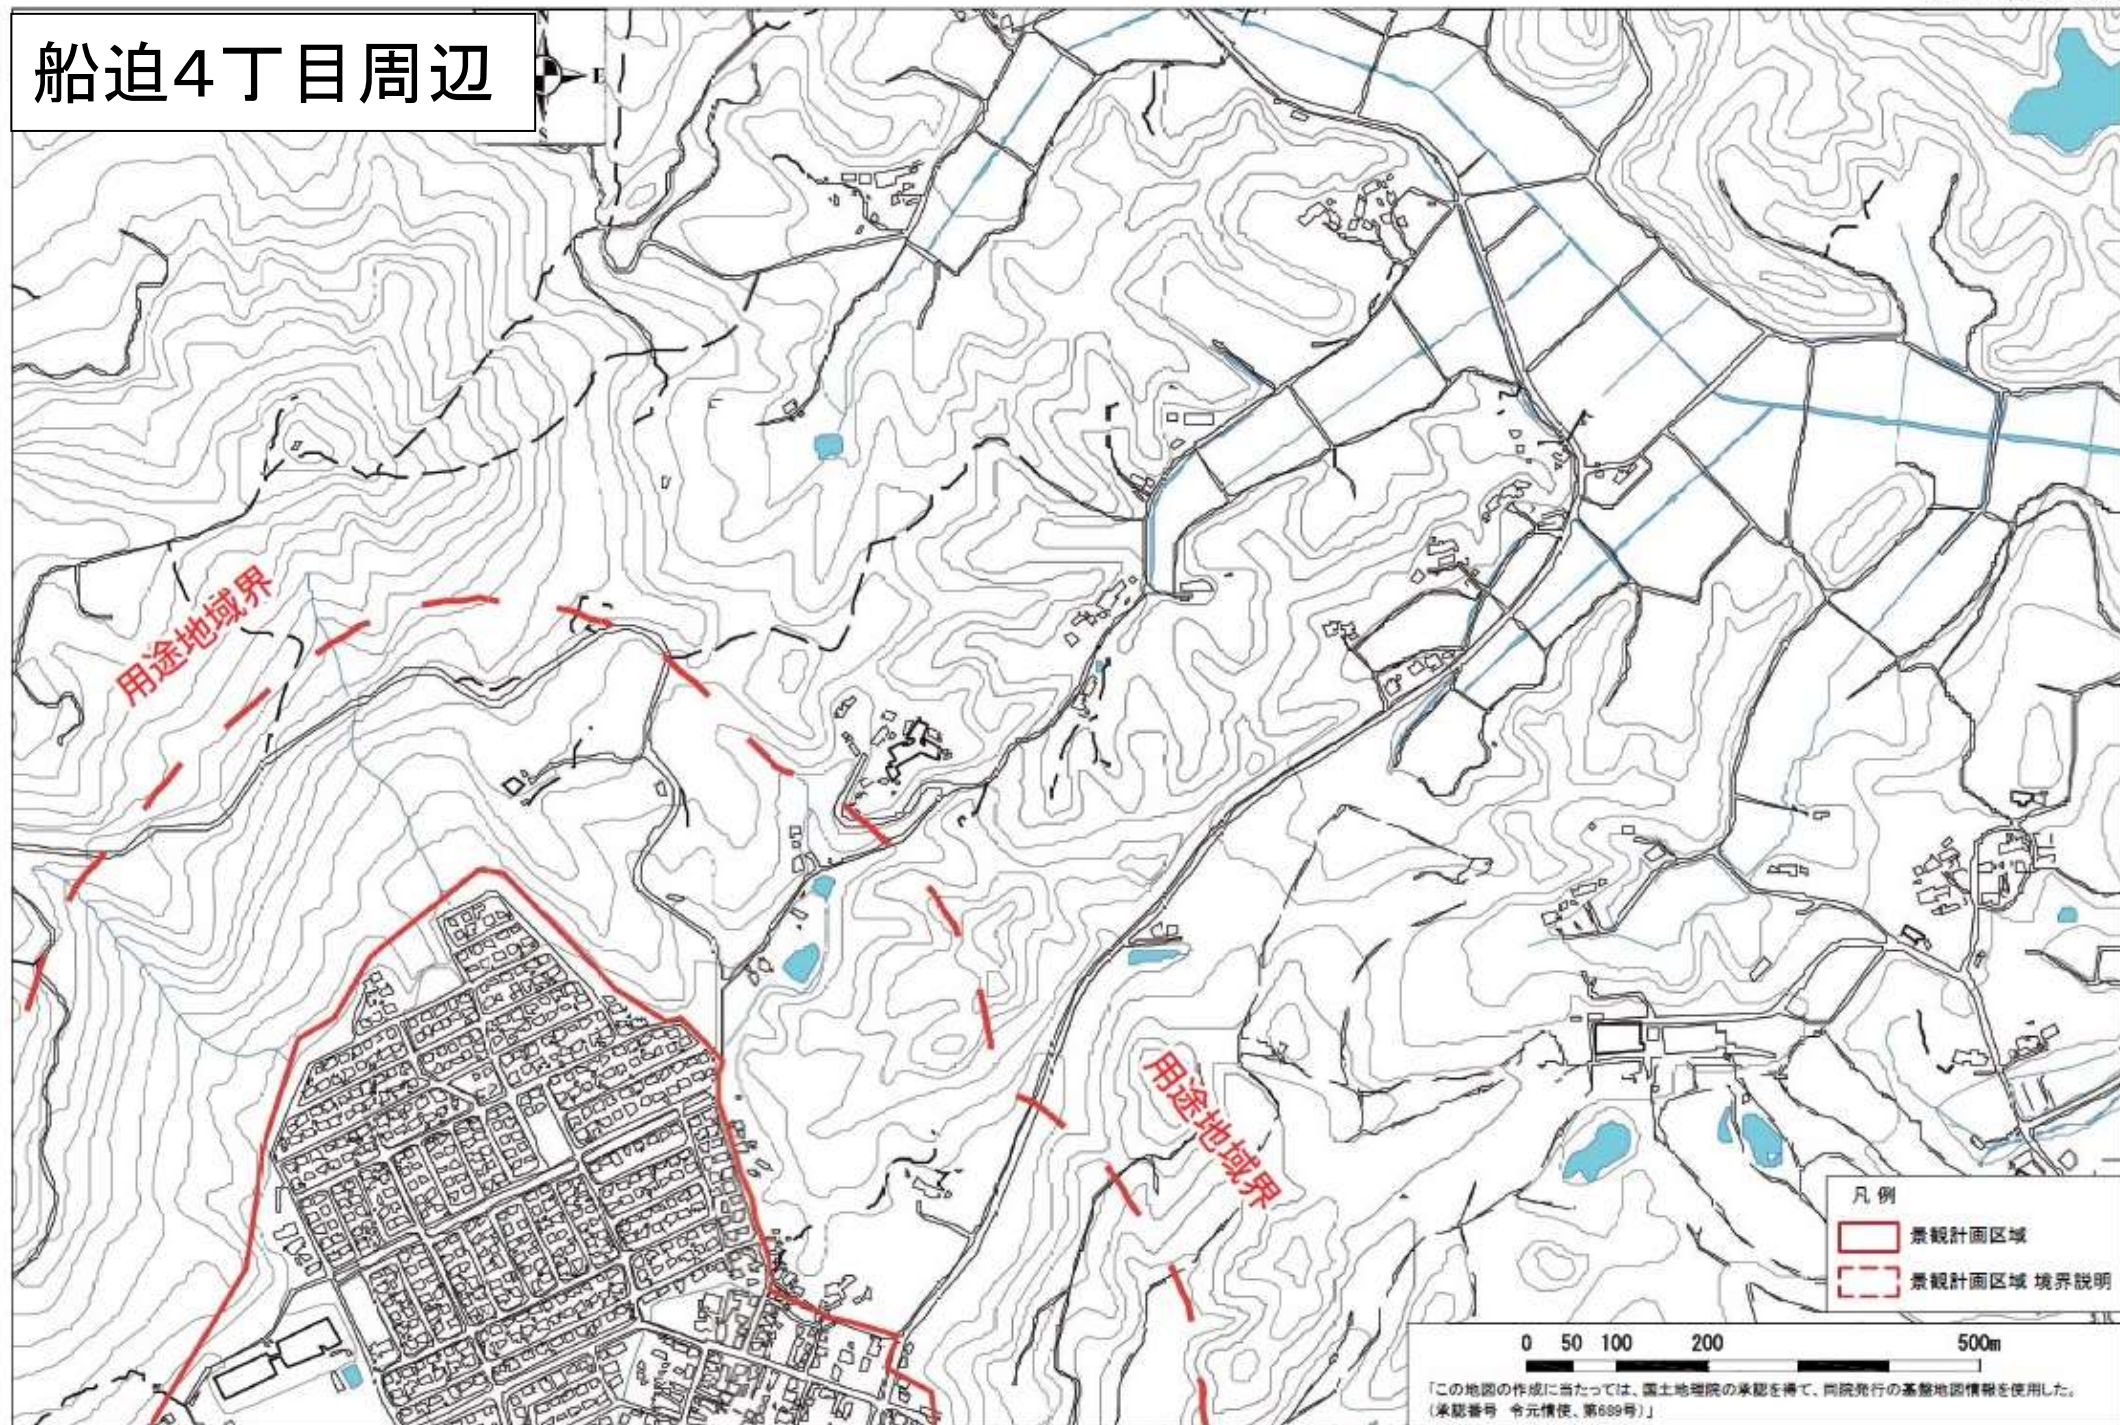 船迫4丁目周辺
N
E
S
用途地域界
用途地域界
凡例
景観計画区域
景観計画区域 境界説明
0 50 100 200 500m
「この地図の作成に当たっては、国土地理院の承認を得て、同院発行の基盤地図情報を使用した。
(承認番号 令元情使、第689号)」